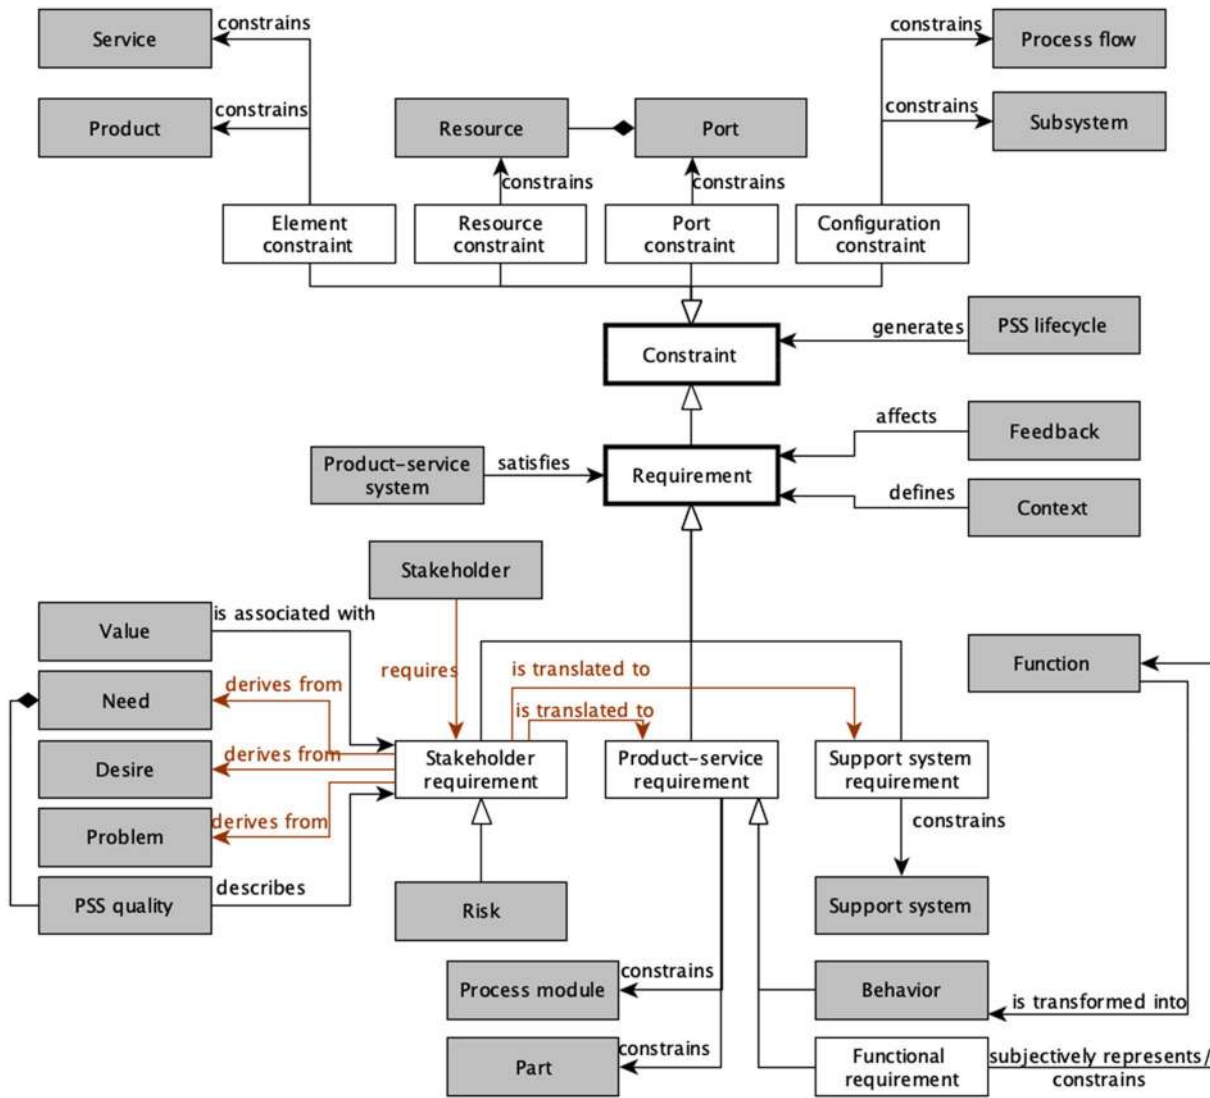 Service
constrains
constrains
Process flow
Product
constrains
Resource
Port
constrains
Subsystem
constrains
constrains
Element
constraint
Resource
constraint
Port
constraint
Configuration
constraint
Constraint
generates
PSS lifecycle
affects
Feedback
Product-service
system
satisfies
Requirement
defines
Context
Stakeholder
Value
is associated with
requires
is translated to
Function
Need
derives from
is translated to
Desire
derives from
Stakeholder
requirement
Product-service
requirement
Support system
requirement
Problem
derives from
constrains
PSS quality
describes
Risk
Support system
Process module
constrains
Behavior
is transformed into
Part
constrains
Functional
requirement
subjectively represents/
constrains